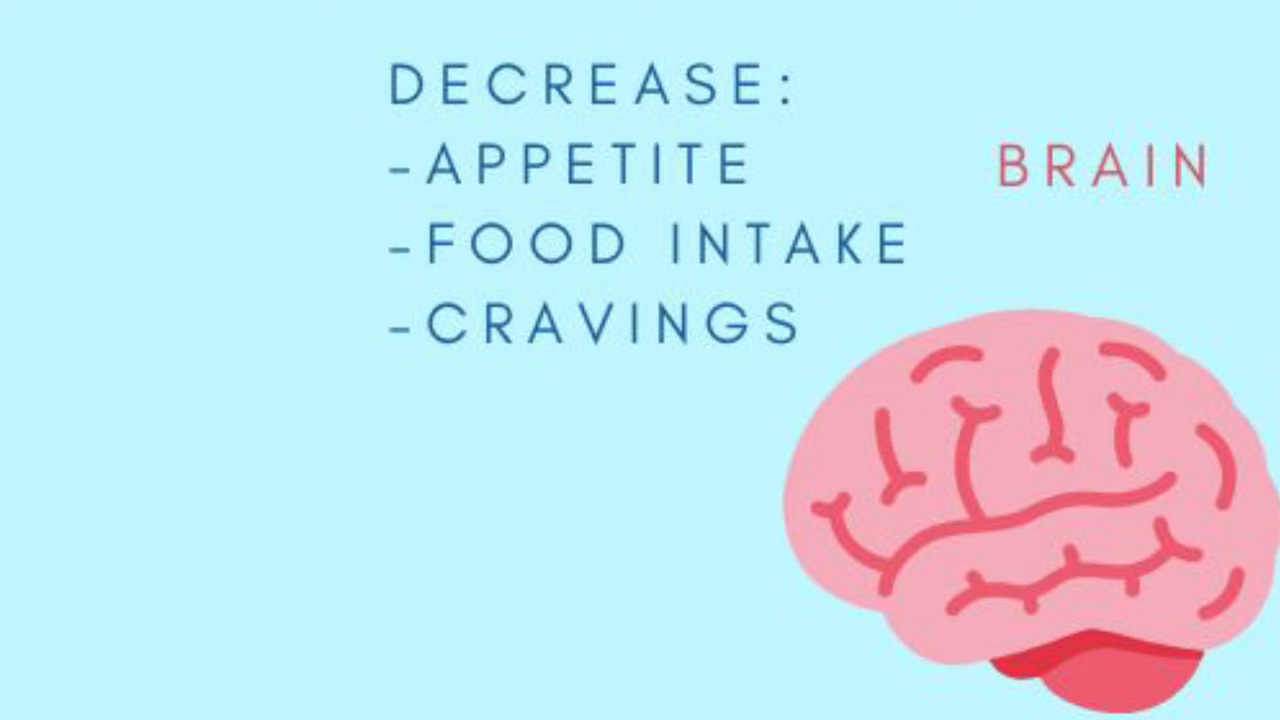 DECREASE:
-APPETITE
-FOOD INTAKE
-CRAVINGS
BRAIN